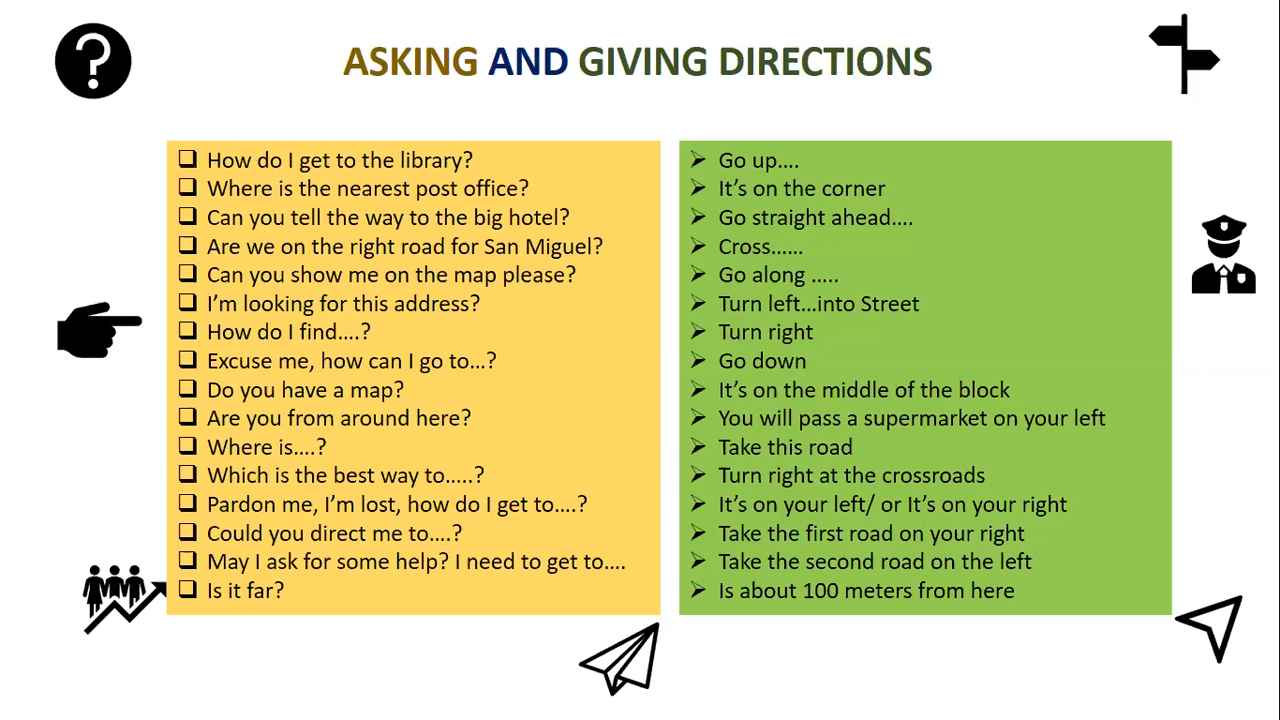 ASKING AND GIVING DIRECTIONS
How do I get to the library?
Where is the nearest post office?
Can you tell the way to the big hotel?
Are we on the right road for San Miguel?
Can you show me on the map please?
I'm looking for this address?
How do I find....?
Excuse me, how can I go to...?
Do you have a map?
Are you from around here?
Where is....?
Which is the best way to.....?
Pardon me, I'm lost, how do I get to....?
Could you direct me to....?
May I ask for some help? I need to get to....
Is it far?
Go up....
It's on the corner
Go straight ahead....
Cross......
Go along .....
Turn left...into Street
Turn right
Go down
It's on the middle of the block
You will pass a supermarket on your left
Take this road
Turn right at the crossroads
It's on your left/ or It's on your right
Take the first road on your right
Take the second road on the left
Is about 100 meters from here